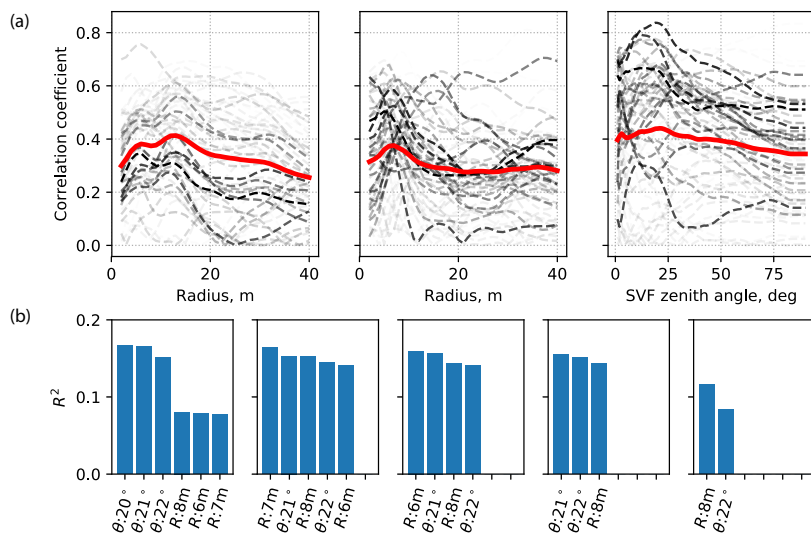 (a)
Correlation coefficient
0.8
0.6
0.4
0.2
0.0
0 20 40
Radius, m
0 20 40
Radius, m
0 25 50 75
SVF zenith angle, deg
(b)
R²
0.2
0.1
0.0
θ:20°
θ:21°
θ:22°
R:8m
R:6m
R:7m
R:7m
θ:21°
R:8m
θ:22°
R:6m
R:6m
θ:21°
R:8m
θ:22°
θ:21°
θ:22°
R:8m
R:8m
θ:22°